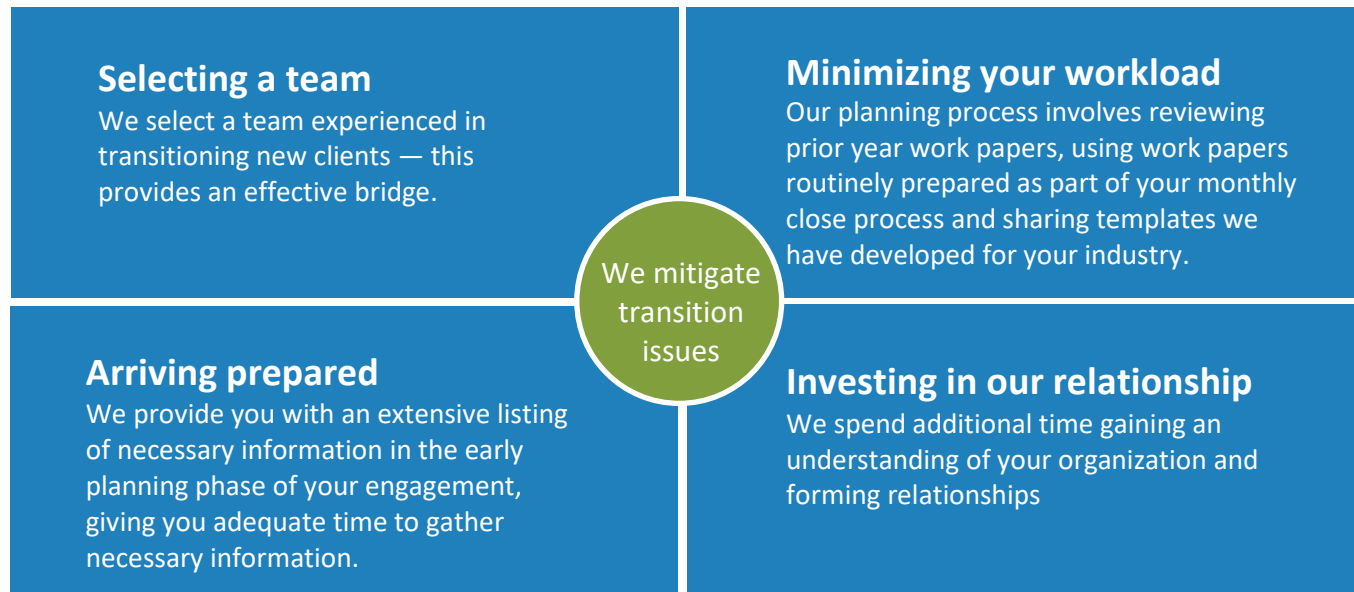 Selecting a team
We select a team experienced in
transitioning new clients — this
provides an effective bridge.
Minimizing your workload
Our planning process involves reviewing
prior year work papers, using work papers
routinely prepared as part of your monthly
close process and sharing templates we
have developed for your industry.
We mitigate
transition
issues
Arriving prepared
We provide you with an extensive listing
of necessary information in the early
planning phase of your engagement,
giving you adequate time to gather
necessary information.
Investing in our relationship
We spend additional time gaining an
understanding of your organization and
forming relationships